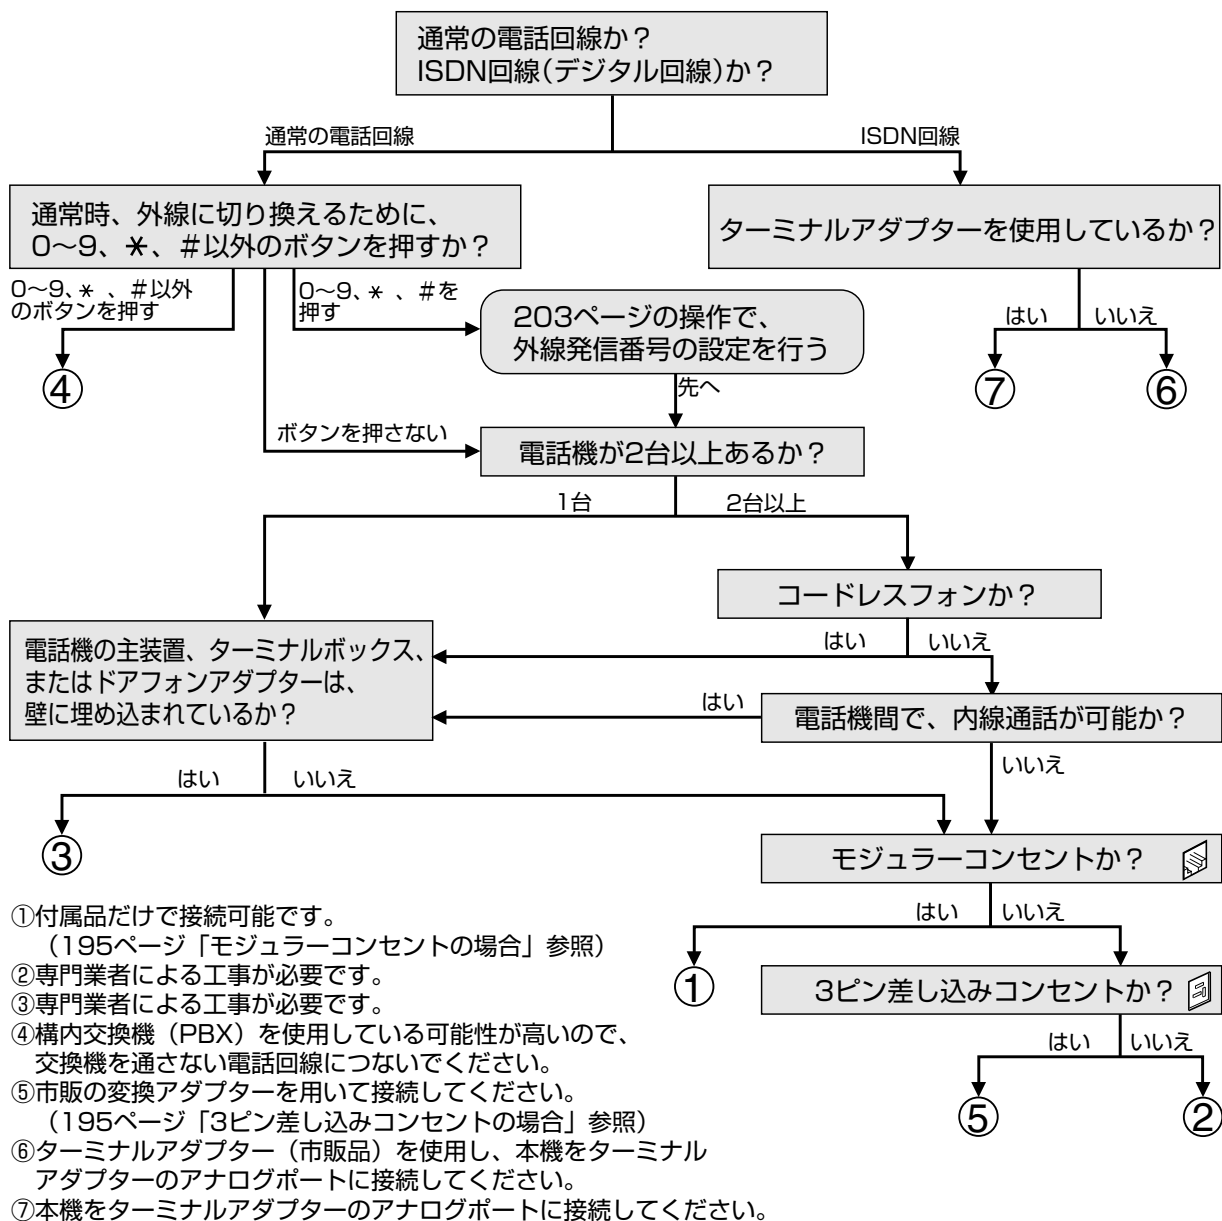 通常の電話回線か？
ISDN回線（デジタル回線）か？
通常の電話回線
ISDN回線
通常時、外線に切り換えるために、
0～9、＊、＃以外のボタンを押すか？
ターミナルアダプターを使用しているか？
0～9、＊、＃以外
のボタンを押す
0～9、＊、＃を
押す
203ページの操作で、
外線発信番号の設定を行う
はい
いいえ
④
⑦
⑥
先へ
ボタンを押さない
電話機が2台以上あるか？
1台
2台以上
コードレスフォンか？
はい
いいえ
電話機の主装置、ターミナルボックス、
またはドアフォンアダプターは、
壁に埋め込まれているか？
はい
電話機間で、内線通話が可能か？
いいえ
はい
いいえ
③
モジュラーコンセントか？
はい
いいえ
①
3ピン差し込みコンセントか？
はい
いいえ
⑤
②
①付属品だけで接続可能です。
（195ページ「モジュラーコンセントの場合」参照）
②専門業者による工事が必要です。
③専門業者による工事が必要です。
④構内交換機（PBX）を使用している可能性が高いので、
交換機を通さない電話回線につないでください。
⑤市販の変換アダプターを用いて接続してください。
（195ページ「3ピン差し込みコンセントの場合」参照）
⑥ターミナルアダプター（市販品）を使用し、本機をターミナル
アダプターのアナログポートに接続してください。
⑦本機をターミナルアダプターのアナログポートに接続してください。